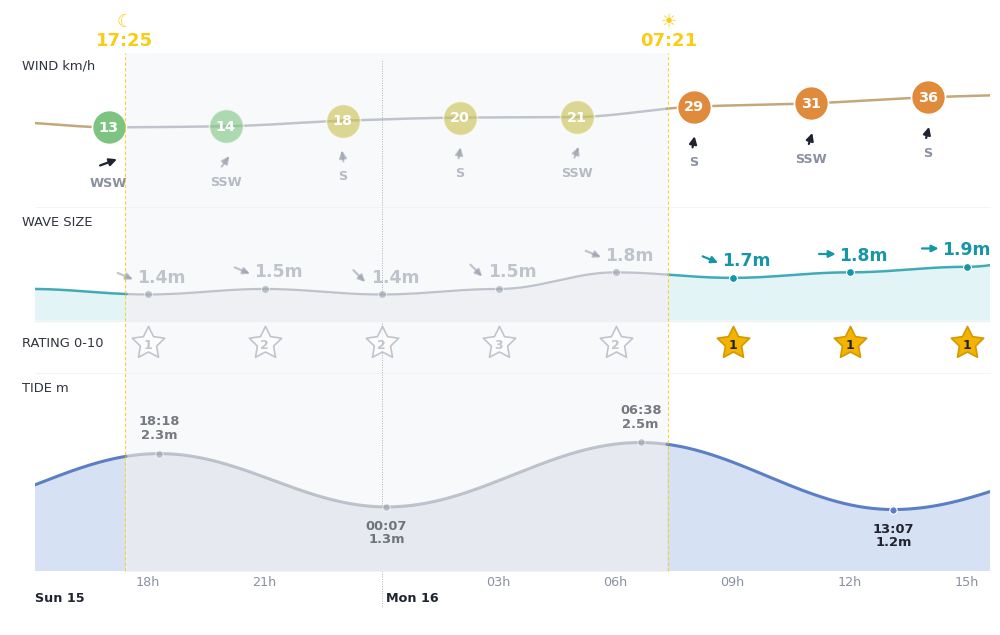 17:25 07:21
WIND km/h
13 14 18 20 21 29 31 36
WSW SSW S S SSW S SSW S
WAVE SIZE
1.4m 1.5m 1.4m 1.5m 1.8m 1.7m 1.8m 1.9m
RATING 0-10 1 2 2 3 2 1 1 1
TIDE m
18:18
2.3m
06:38
2.5m
00:07
1.3m
13:07
1.2m
18h 21h 03h 06h 09h 12h 15h
Sun 15 Mon 16